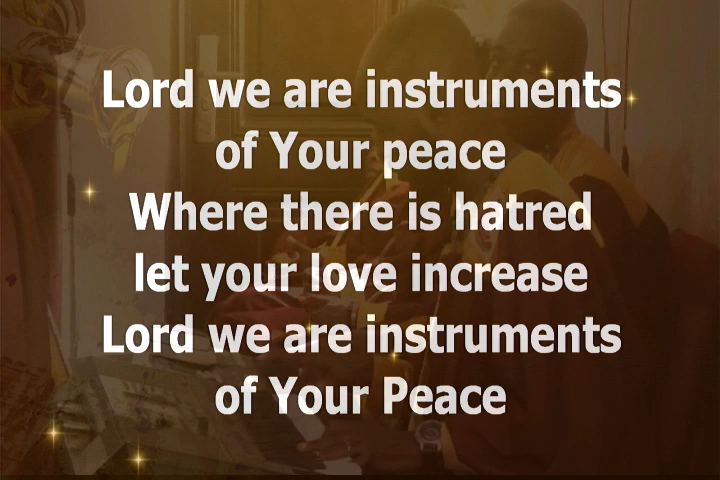 Lord we are instruments
of Your peace
Where there is hatred
let your love increase
Lord we are instruments
of Your Peace